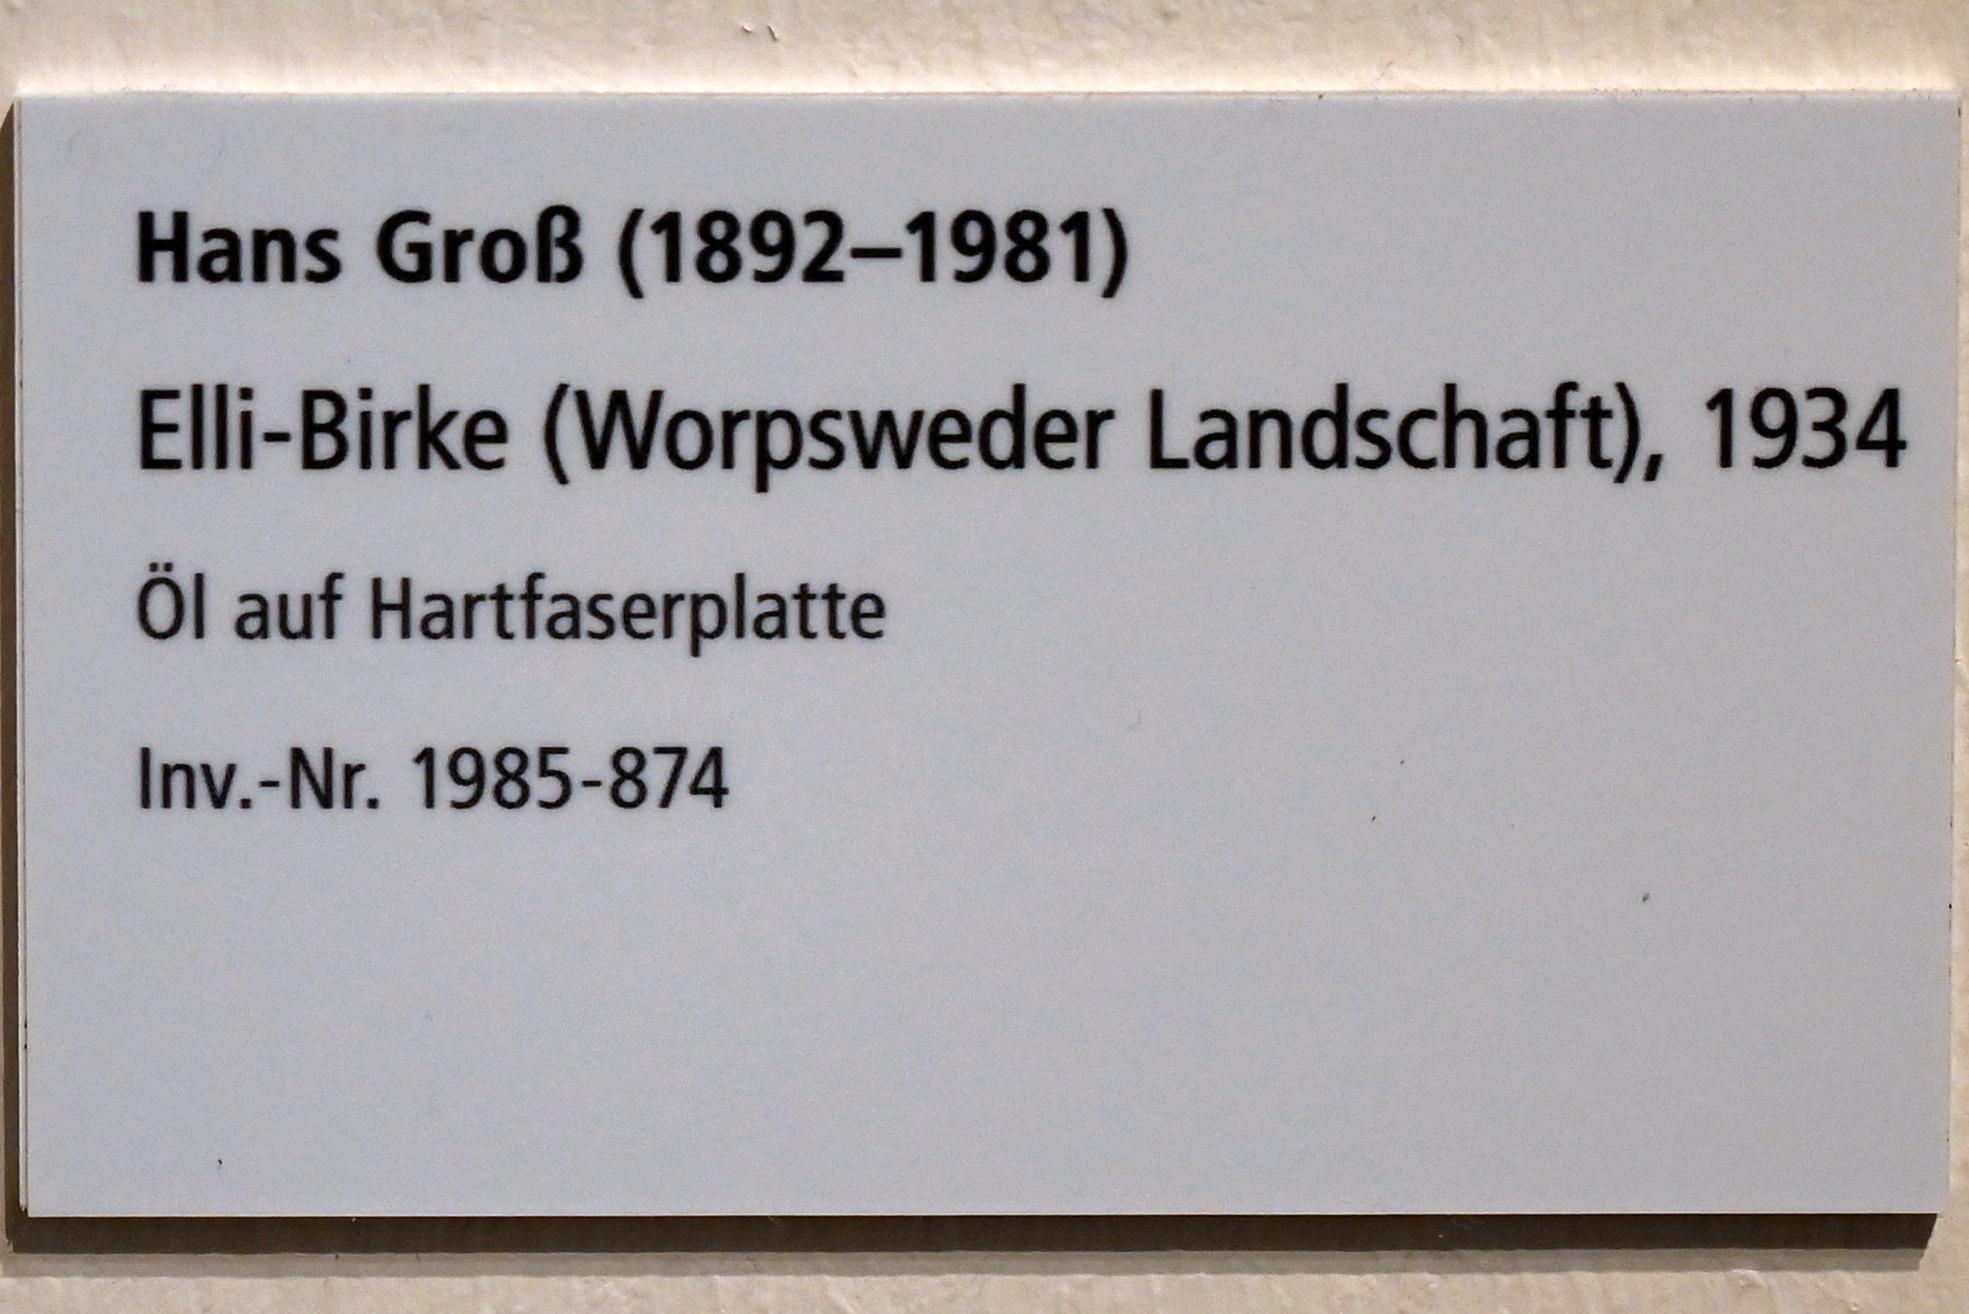 Hans Groß (1892–1981)
Elli-Birke (Worpsweder Landschaft), 1934
Öl auf Hartfaserplatte
Inv.-Nr. 1985-874